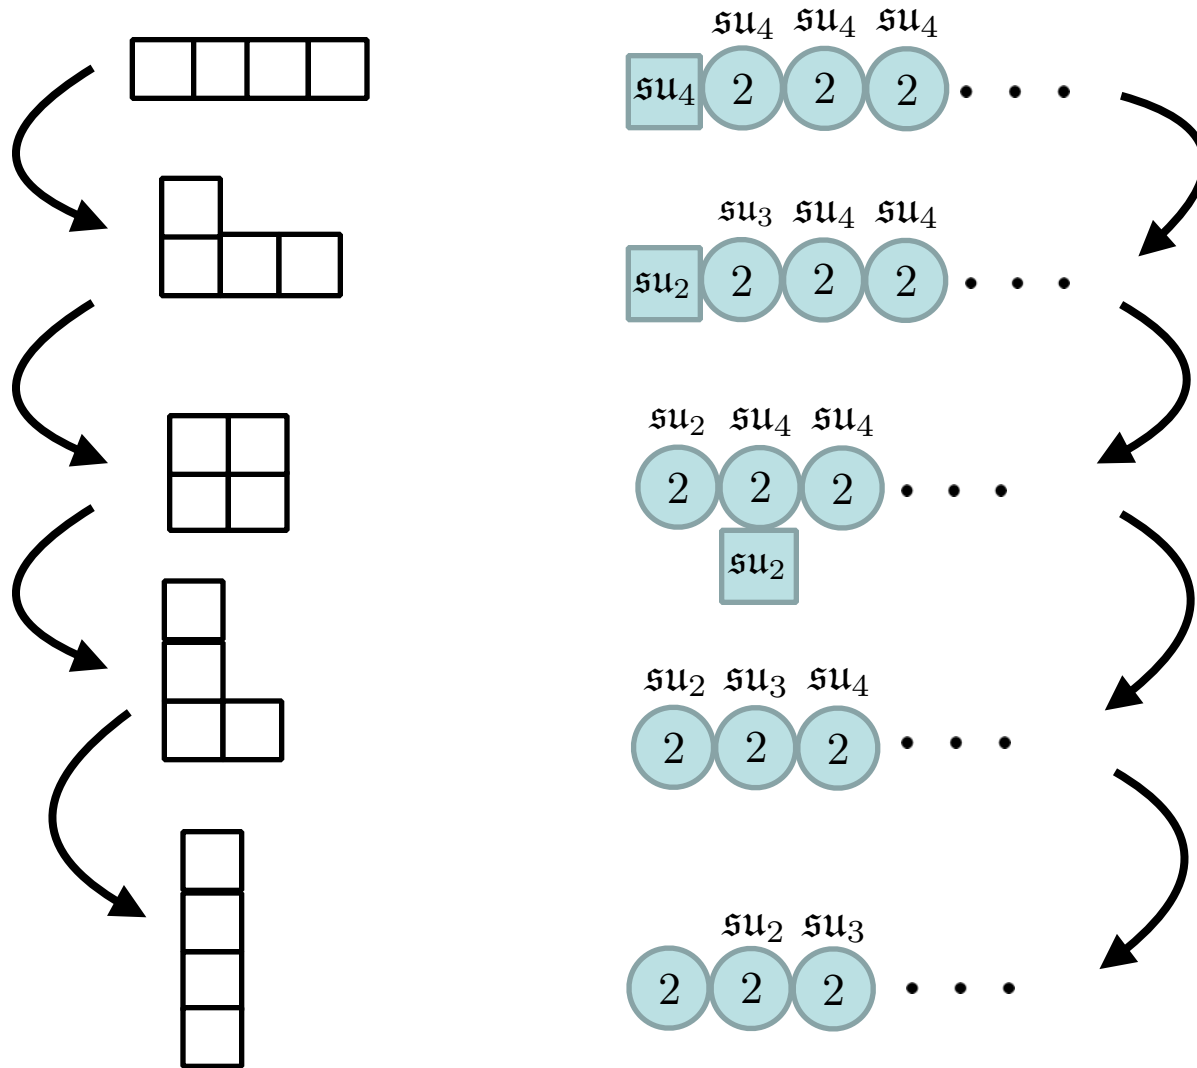 𝔰𝔲₄ 𝔰𝔲₄ 𝔰𝔲₄
𝔰𝔲₄ 2 2 2
𝔰𝔲₃ 𝔰𝔲₄ 𝔰𝔲₄
𝔰𝔲₂ 2 2 2
𝔰𝔲₂ 𝔰𝔲₄ 𝔰𝔲₄
2 2 2
𝔰𝔲₂
𝔰𝔲₂ 𝔰𝔲₃ 𝔰𝔲₄
2 2 2
𝔰𝔲₂ 𝔰𝔲₃
2 2 2